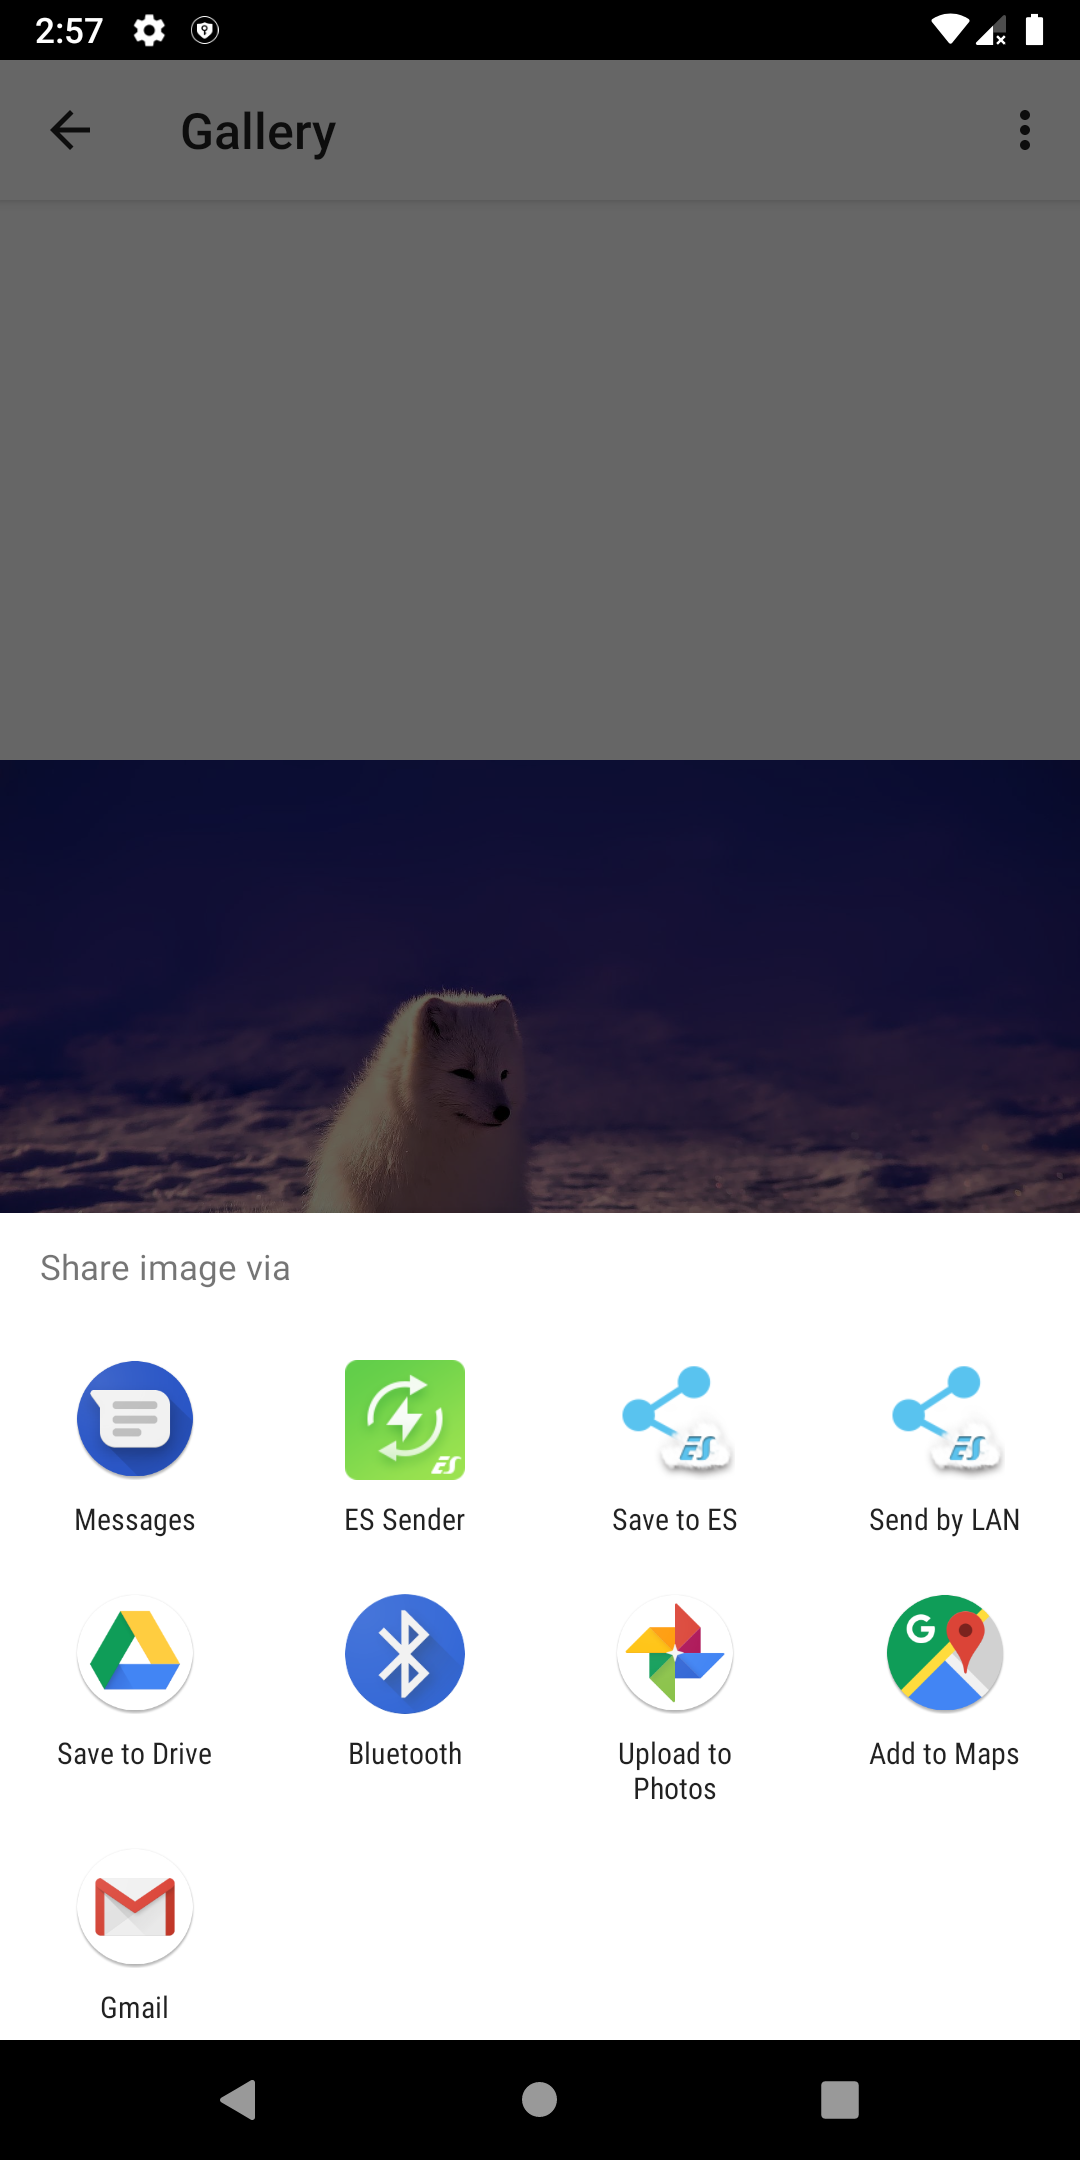 2:57
Gallery
Share image via
Messages
ES Sender
Save to ES
Send by LAN
Save to Drive
Bluetooth
Upload to
Photos
Add to Maps
Gmail